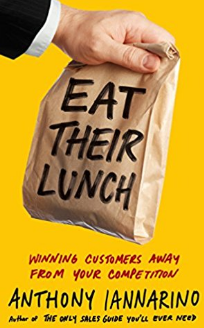 EAT
THEIR
LUNCH
WINNING CUSTOMERS AWAY
FROM YOUR COMPETITION
ANTHONY IANNARINO
Author of THE ONLY SALES GUIDE YOU'LL EVER NEED